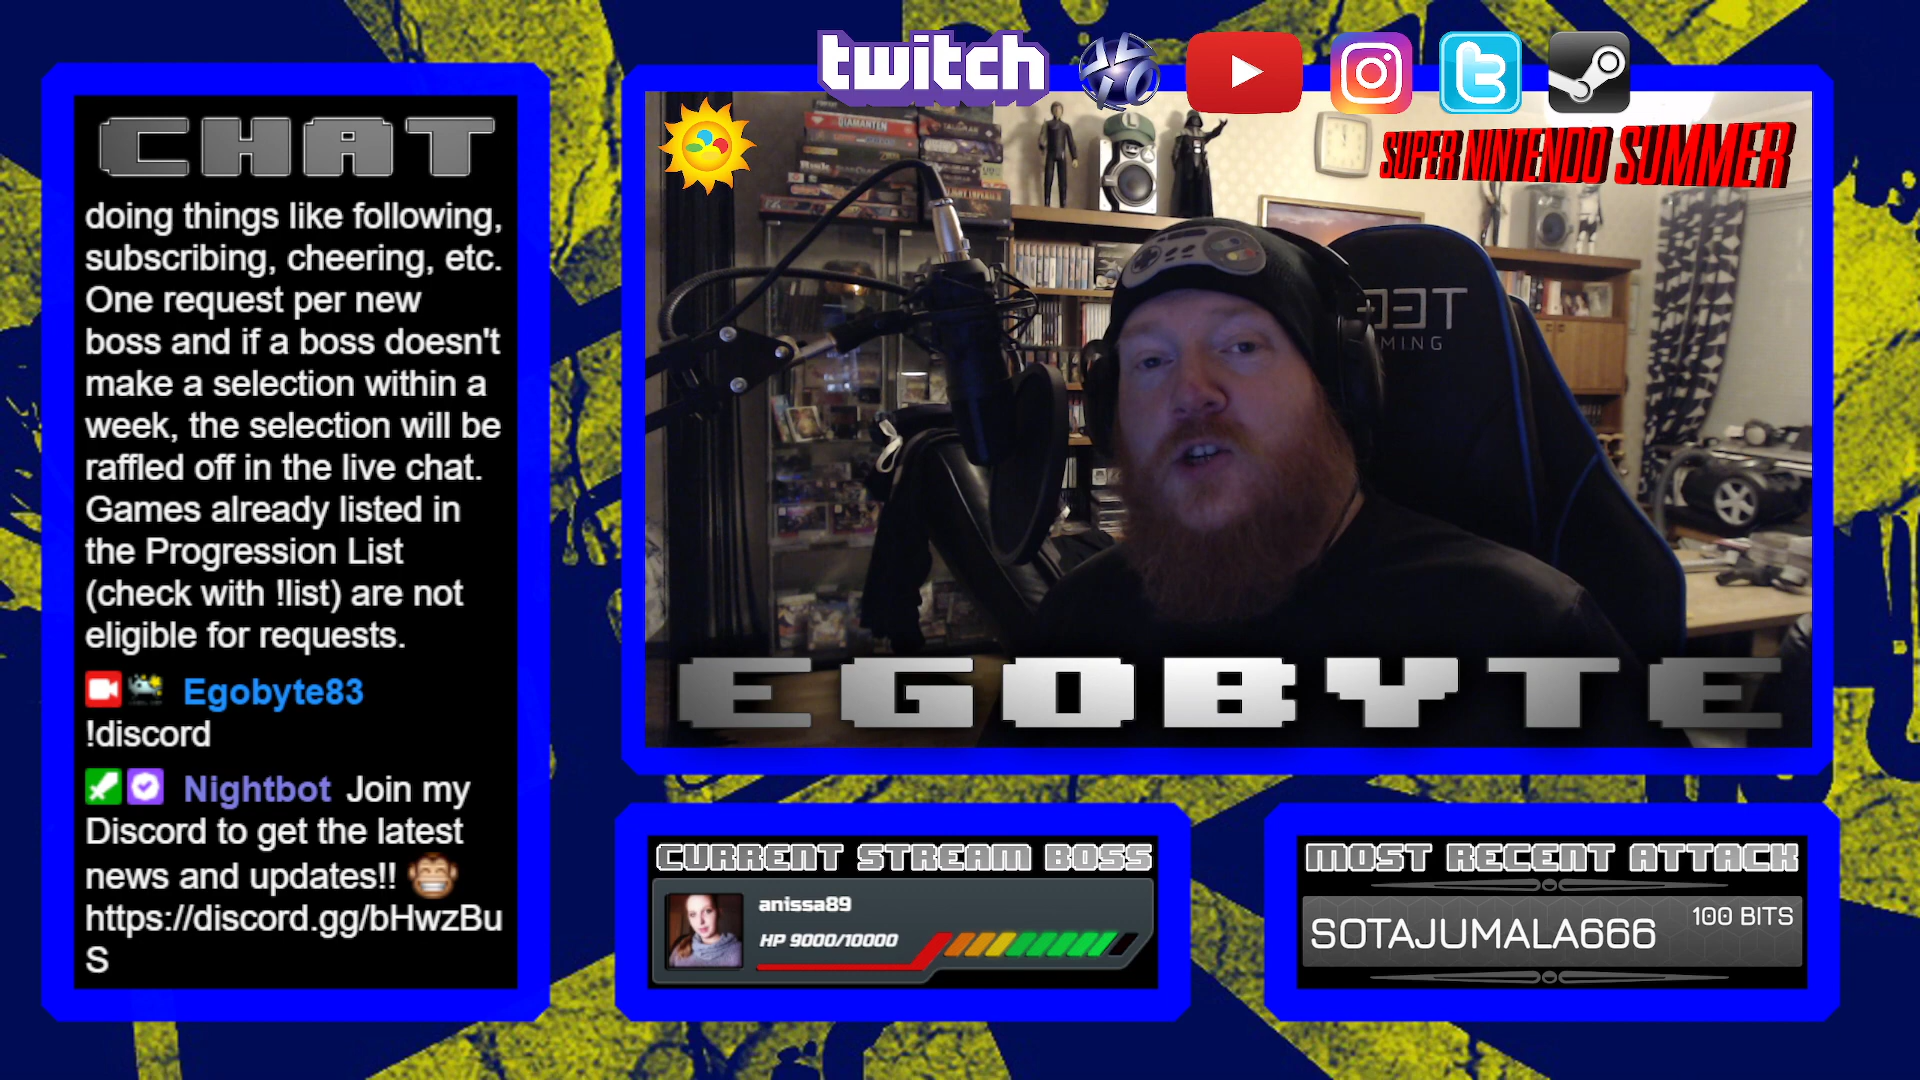 twitch
SUPER NINTENDO SUMMER
CHAT
doing things like following,
subscribing, cheering, etc.
One request per new
boss and if a boss doesn't
make a selection within a
week, the selection will be
raffled off in the live chat.
Games already listed in
the Progression List
(check with !list) are not
eligible for requests.
Egobyte83
!discord
Nightbot Join my
Discord to get the latest
news and updates!!
https://discord.gg/bHwzBu
S
DIAMANTEN
MING
EGOBYTE
CURRENT STREAM BOSS
anissa89
HP 9000/10000
MOST RECENT ATTACK
SOTAJUMALA666
100 BITS